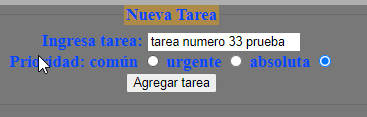 Nueva Tarea
Ingresa tarea: tarea numero 33 prueba
Prioridad: común urgente absoluta
Agregar tarea